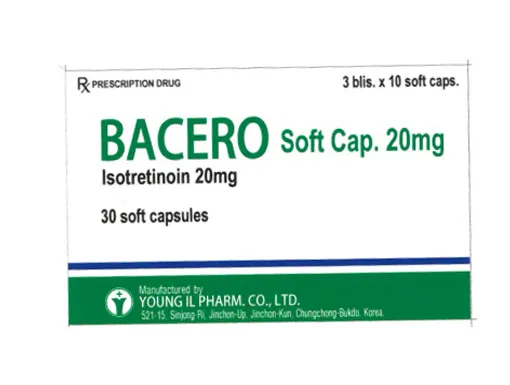 Rx PRESCRIPTION DRUG 3 blis. x 10 soft caps.
BACERO Soft Cap. 20mg
Isotretinoin 20mg
30 soft capsules
Manufactured by
YOUNG IL PHARM. CO., LTD.
521-15. Sinjong-Ri, Jinchon-Up, Jinchon-Kun, Chungchong-Bukdo. Korea.